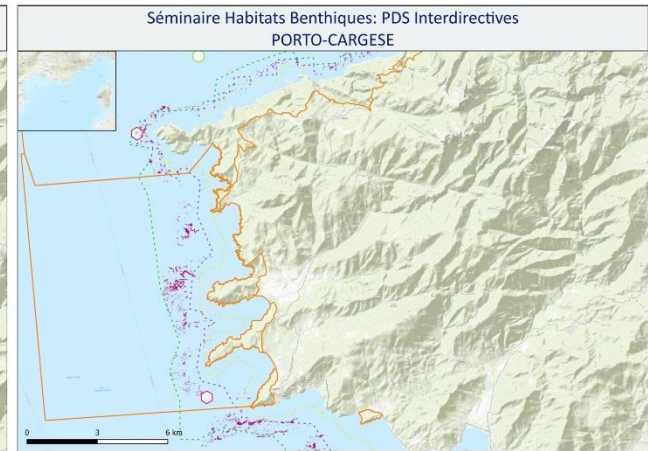 Séminaire Habitats Benthiques: PDS Interdirectives
PORTO-CARGESE
0 3 6 km